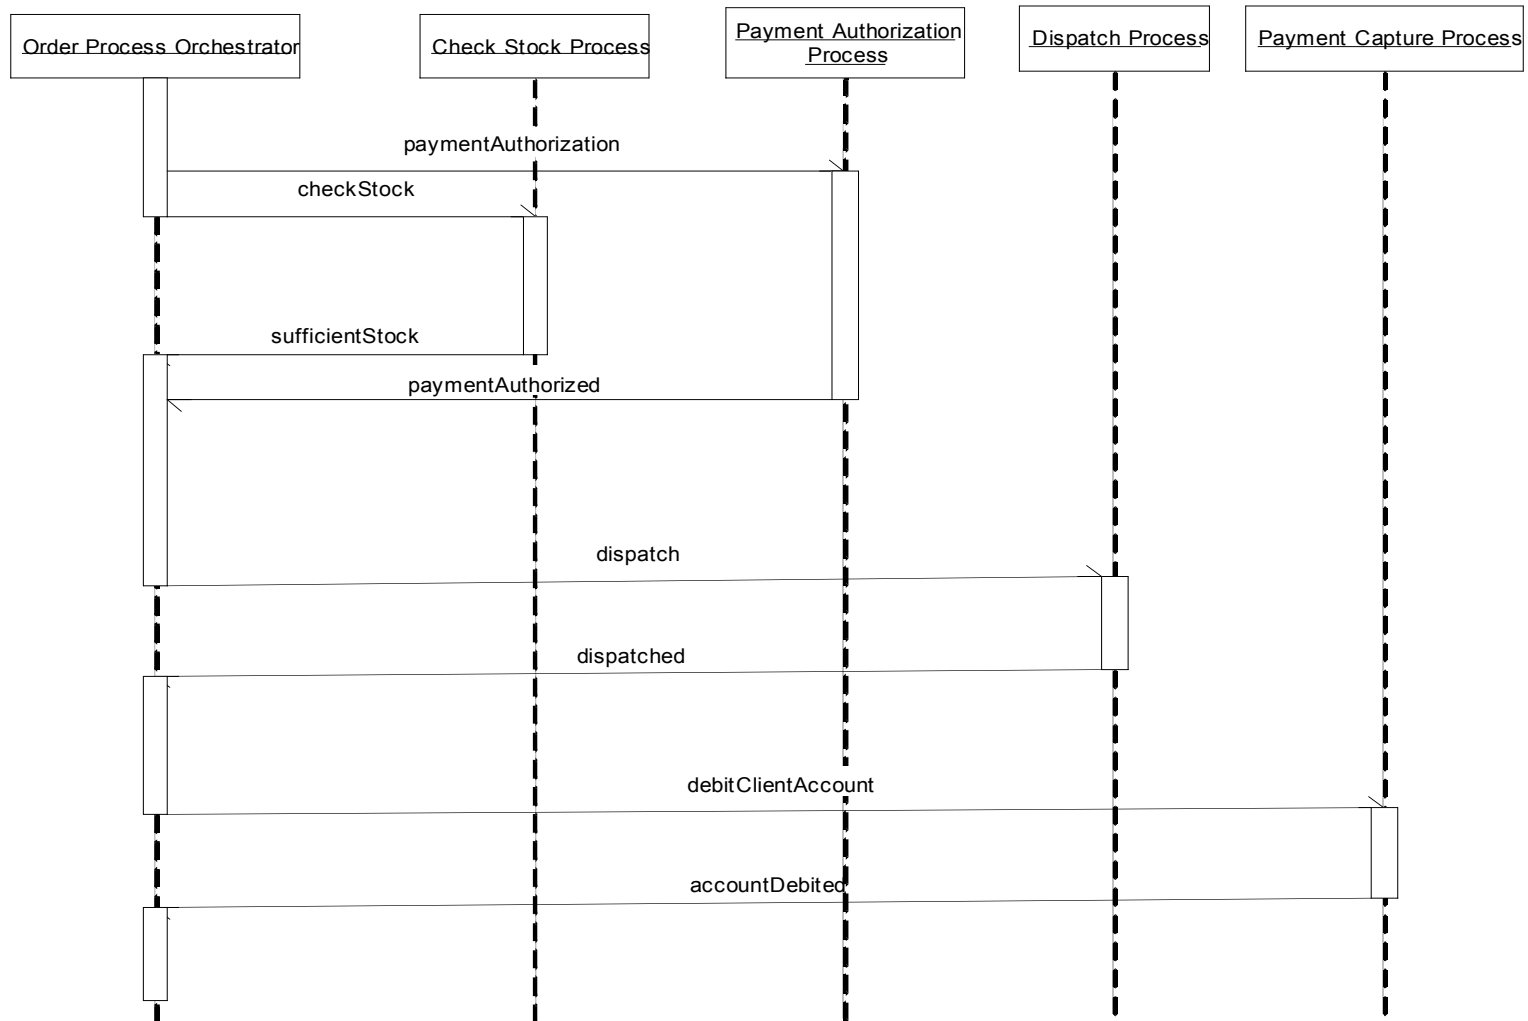 Order Process Orchestrator
Check Stock Process
Payment Authorization
Process
Dispatch Process
Payment Capture Process
paymentAuthorization
checkStock
sufficientStock
paymentAuthorized
dispatch
dispatched
debitClientAccount
accountDebited